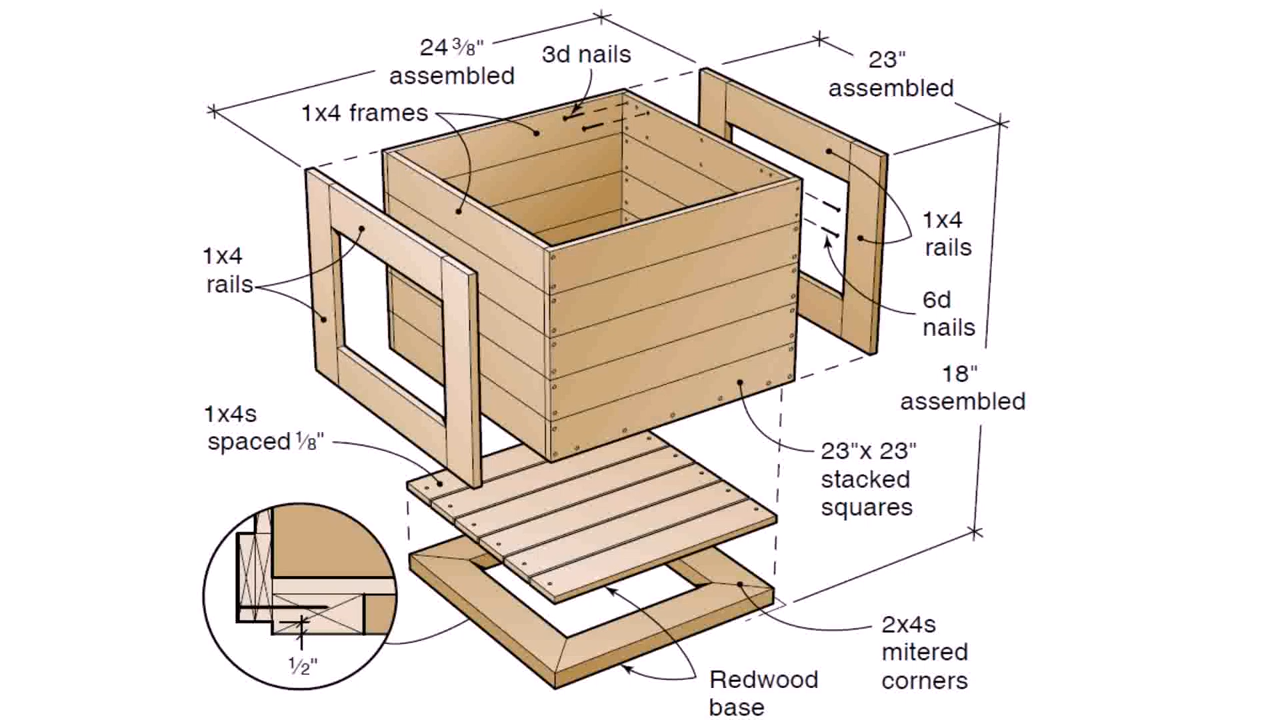 24 3/8"
assembled
3d nails
23"
assembled
1x4 frames
1x4
rails
1x4
rails
6d
nails
18"
assembled
1x4s
spaced 1/8"
23"x 23"
stacked
squares
1/2"
2x4s
mitered
corners
Redwood
base